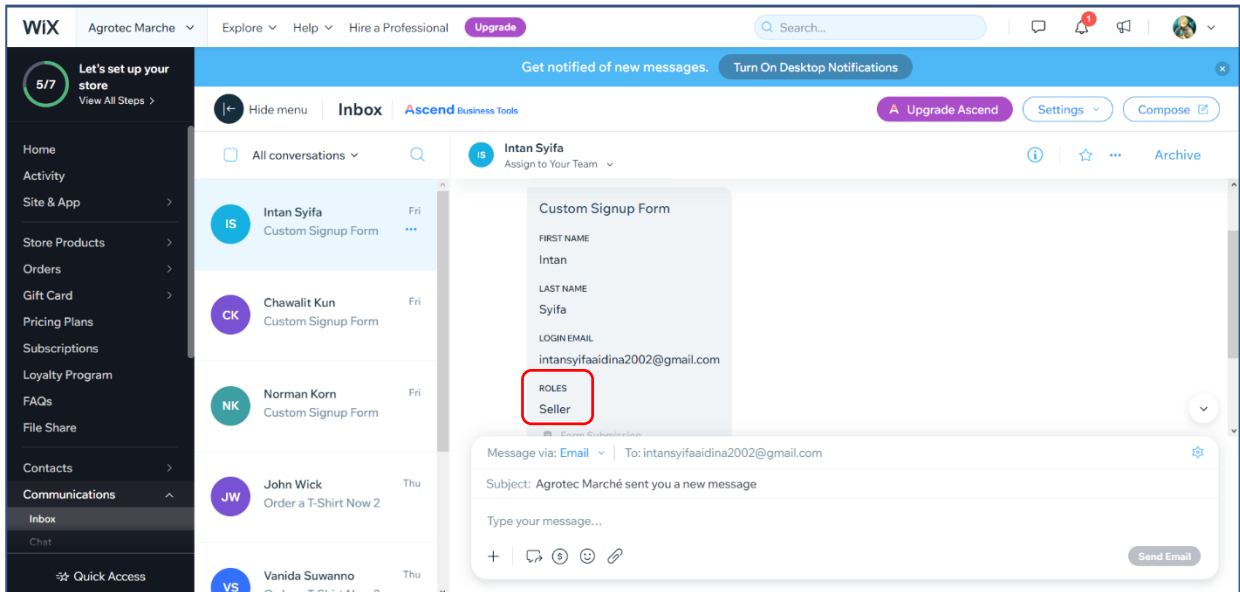 WiX
Agrotec Marche
Explore
Help
Hire a Professional
Upgrade
Search...
1
5/7
Let's set up your
store
View All Steps >
Get notified of new messages.
Turn On Desktop Notifications
Hide menu
Inbox
Ascend Business Tools
A Upgrade Ascend
Settings
Compose
Home
Activity
Site & App
Store Products
Orders
Gift Card
Pricing Plans
Subscriptions
Loyalty Program
FAQs
File Share
Contacts
Communications
Inbox
Chat
Quick Access
All conversations
IS
Intan Syifa
Fri
Custom Signup Form
CK
Chawalit Kun
Fri
Custom Signup Form
NK
Norman Korn
Fri
Custom Signup Form
JW
John Wick
Thu
Order a T-Shirt Now 2
VS
Vanida Suwanno
Thu
IS
Intan Syifa
Assign to Your Team
Archive
Custom Signup Form
FIRST NAME
Intan
LAST NAME
Syifa
LOGIN EMAIL
intansyifaaidina2002@gmail.com
ROLES
Seller
Form Submission
Message via: Email
To: intansyifaaidina2002@gmail.com
Subject: Agrotec Marché sent you a new message
Type your message...
Send Email